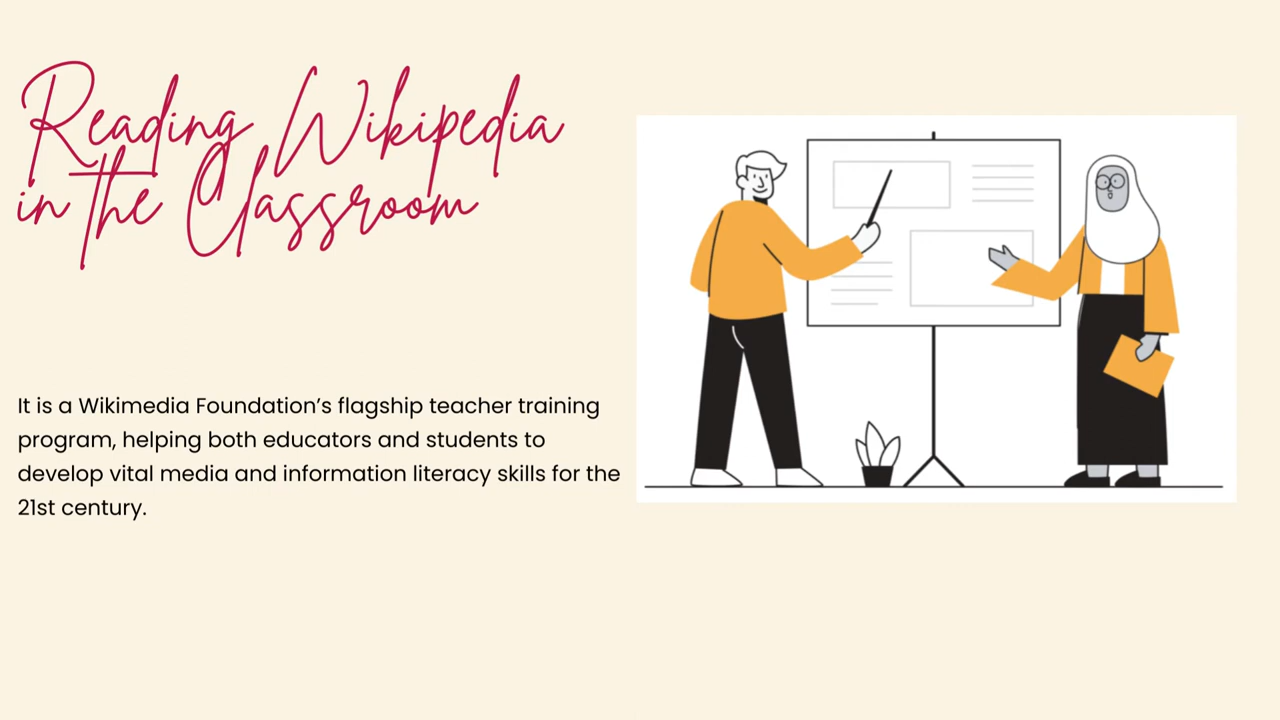 Reading Wikipedia
in the Classroom
It is a Wikimedia Foundation’s flagship teacher training
program, helping both educators and students to
develop vital media and information literacy skills for the
21st century.